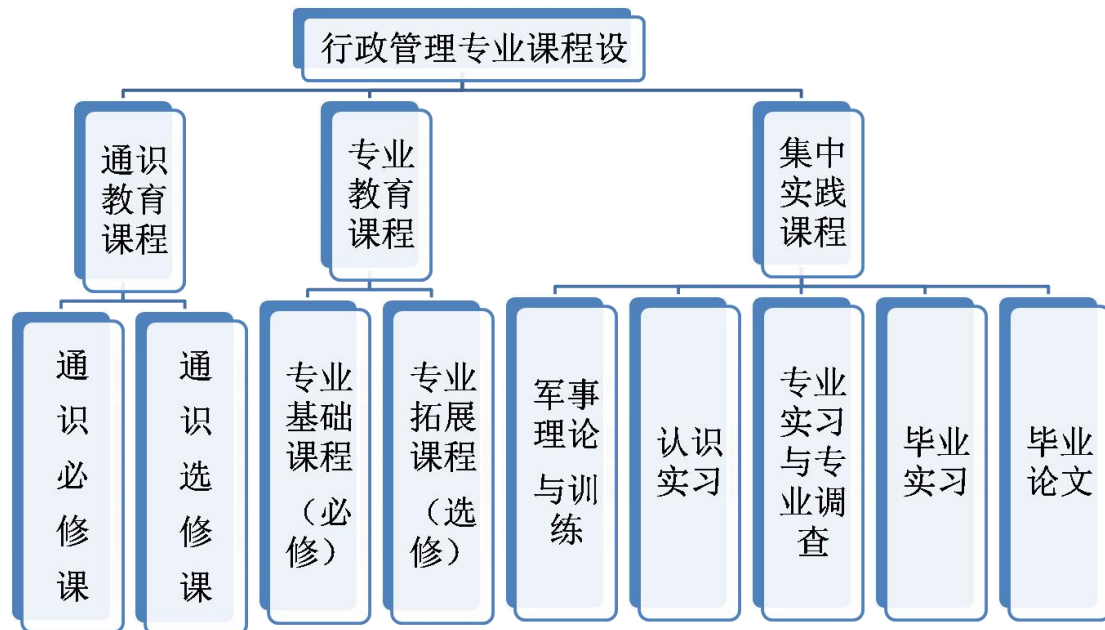 行政管理专业课程设
通识
教育
课程
专业
教育
课程
集中
实践
课程
通
识
必
修
课
通
识
选
修
课
专业
基础
课程
（必
修）
专业
拓展
课程
（选
修）
军事
理论
与训
练
认识
实习
专业
实习
与专
业调
查
毕业
实习
毕业
论文